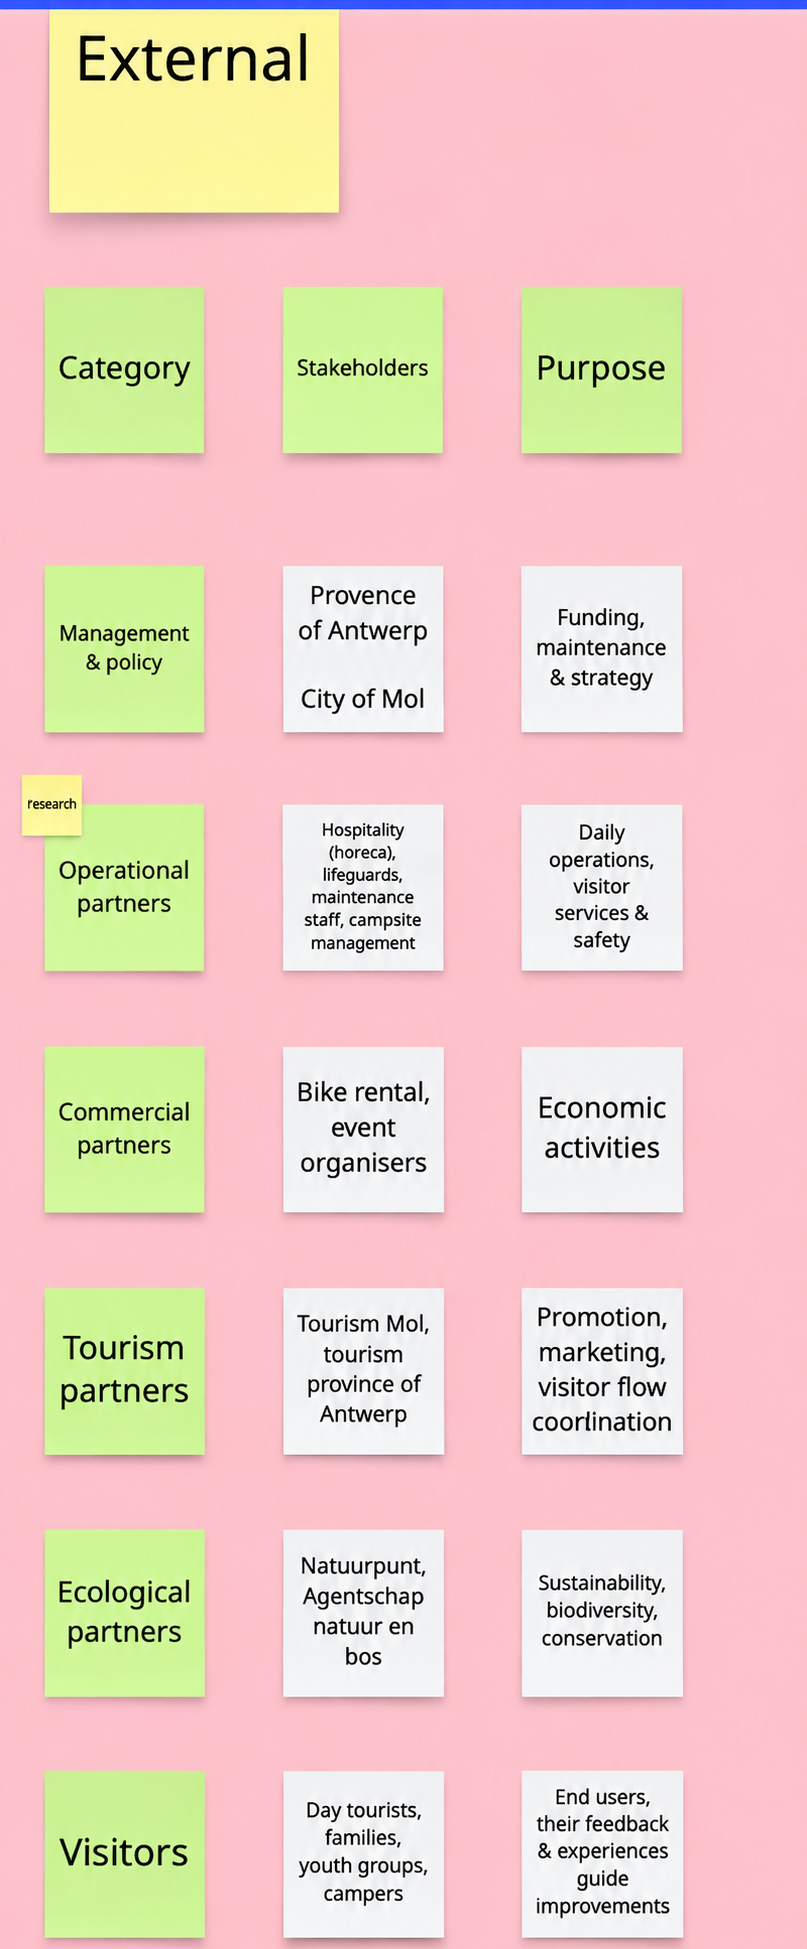 External
Category
Stakeholders
Purpose
Management
& policy
Provence
of Antwerp
City of Mol
Funding,
maintenance
& strategy
research
Operational
partners
Hospitality
(horeca),
lifeguards,
maintenance
staff, campsite
management
Daily
operations,
visitor
services &
safety
Commercial
partners
Bike rental,
event
organisers
Economic
activities
Tourism
partners
Tourism Mol,
tourism
province of
Antwerp
Promotion,
marketing,
visitor flow
coordination
Ecological
partners
Natuurpunt,
Agentschap
natuur en
bos
Sustainability,
biodiversity,
conservation
Visitors
Day tourists,
families,
youth groups,
campers
End users,
their feedback
& experiences
guide
improvements